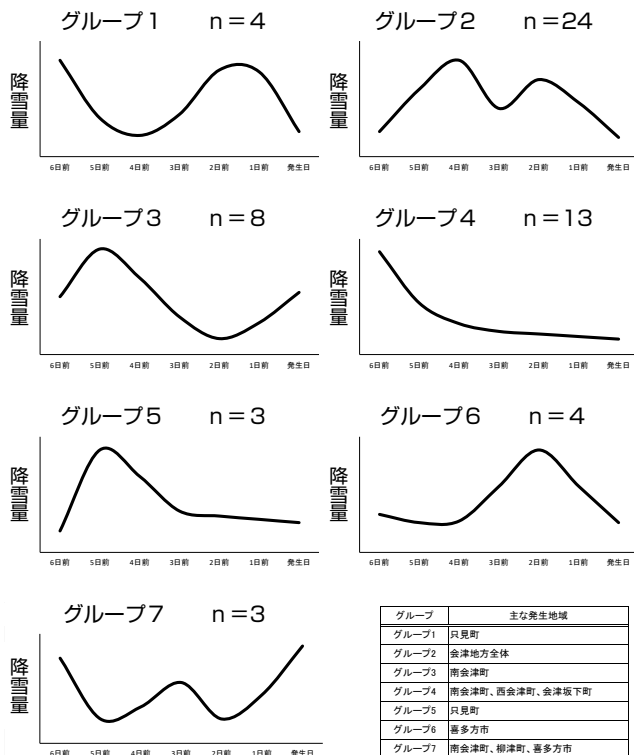 グループ1 n=4
降雪量
6日前 5日前 4日前 3日前 2日前 1日前 発生日
グループ2 n=24
降雪量
6日前 5日前 4日前 3日前 2日前 1日前 発生日
グループ3 n=8
降雪量
6日前 5日前 4日前 3日前 2日前 1日前 発生日
グループ4 n=13
降雪量
6日前 5日前 4日前 3日前 2日前 1日前 発生日
グループ5 n=3
降雪量
6日前 5日前 4日前 3日前 2日前 1日前 発生日
グループ6 n=4
降雪量
6日前 5日前 4日前 3日前 2日前 1日前 発生日
グループ7 n=3
降雪量
6日前 5日前 4日前 3日前 2日前 1日前 発生日
グループ 主な発生地域
グループ1 只見町
グループ2 会津地方全体
グループ3 南会津町
グループ4 南会津町、西会津町、会津坂下町
グループ5 只見町
グループ6 喜多方市
グループ7 南会津町、柳津町、喜多方市